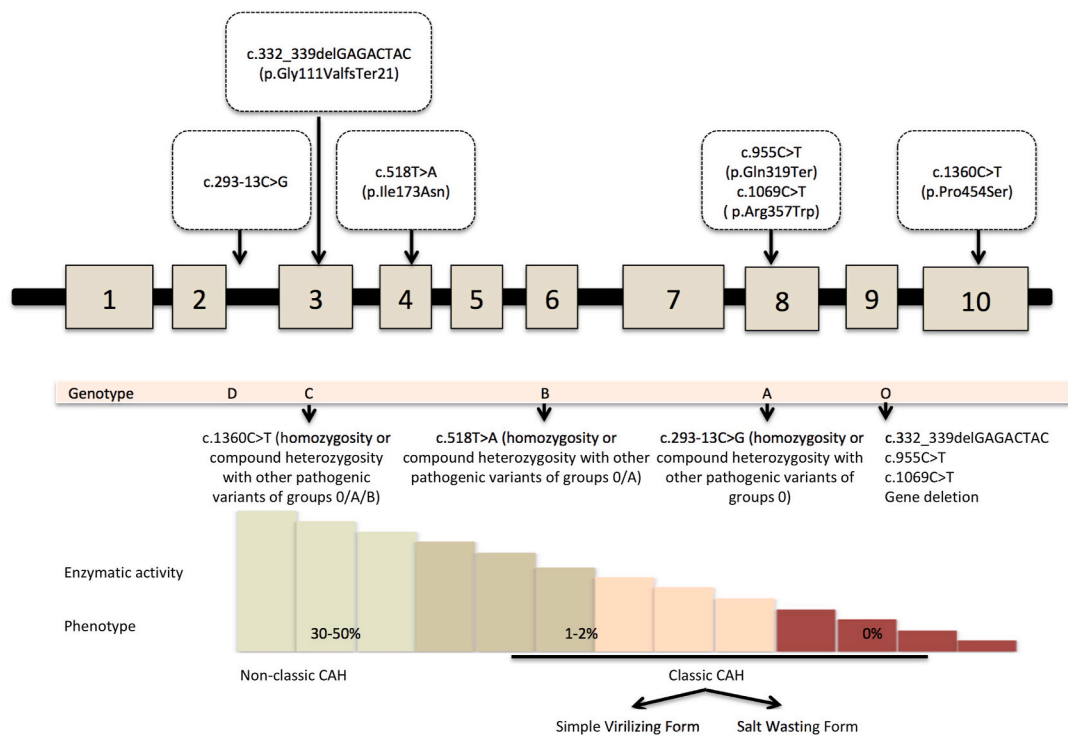 c.332_339delGAGACTAC
(p.Gly111ValfsTer21)
c.293-13C>G
c.518T>A
(p.Ile173Asn)
c.955C>T
(p.Gln319Ter)
c.1069C>T
( p.Arg357Trp)
c.1360C>T
(p.Pro454Ser)
1 2 3 4 5 6 7 8 9 10
Genotype D C B A O
c.1360C>T (homozygosity or
compound heterozygosity
with other pathogenic
variants of groups 0/A/B)
c.518T>A (homozygosity or
compound heterozygosity with other
pathogenic variants of groups 0/A)
c.293-13C>G (homozygosity or
compound heterozygosity with
other pathogenic variants of
groups 0)
c.332_339delGAGACTAC
c.955C>T
c.1069C>T
Gene deletion
Enzymatic activity
Phenotype
30-50% 1-2% 0%
Non-classic CAH Classic CAH
Simple Virilizing Form Salt Wasting Form